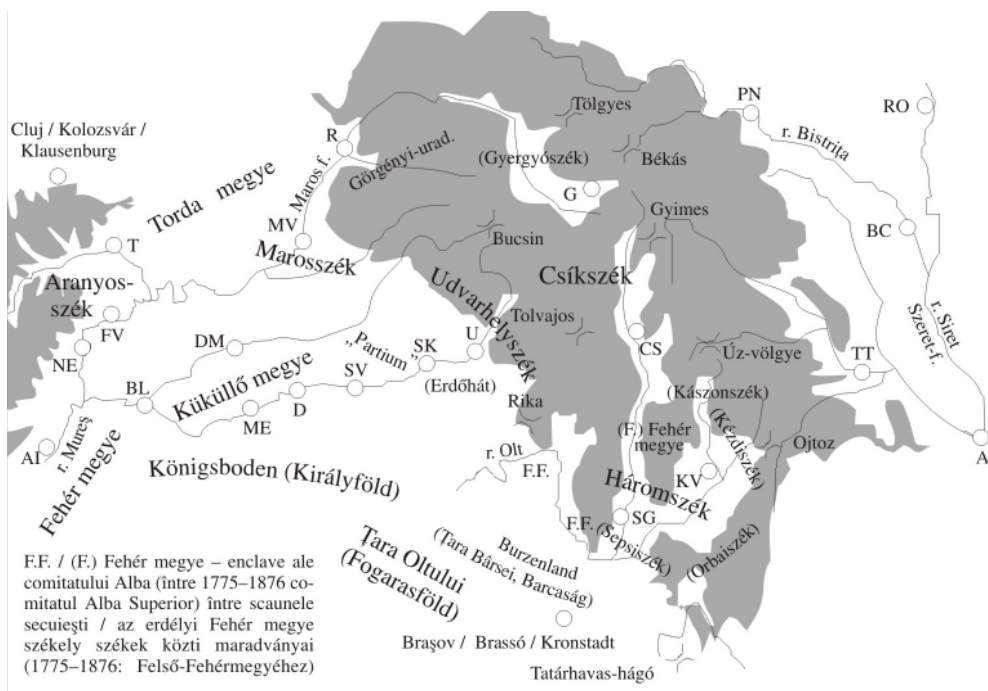 Cluj / Kolozsvár /
Klausenburg
Torda megye
Maros f.
R
Görgényi-urad.
(Gyergyószék)
Tölgyes
Békás
PN
r. Bistrița
RO
G
Gyimes
BC
MV
Marosszék
Bucsin
Csíkszék
T
Aranyos-
szék
FV
NE
DM
Udvarhelyszék
Tolvajos
r. Siret
Szeret-f.
„Partium„
SK
U
CS
Úz-völgye
TT
BL
Küküllő megye
SV
(Erdőhát)
(Kászonszék)
D
ME
Rika
(F.) Fehér
megye
(Kézdiszék)
Ojtoz
A
AI
r. Mureș
Fehér megye
Königsboden (Királyföld)
r. Olt
F.F.
KV
Háromszék
F.F.
SG
(Sepsiszék)
(Orbaiszék)
Țara Oltului
(Fogarasföld)
Burzenland
(Țara Bârsei, Barcaság)
Brașov / Brassó / Kronstadt
Tatárhavas-hágó
F.F. / (F.) Fehér megye – enclave ale
comitatului Alba (între 1775–1876 co-
mitatul Alba Superior) între scaunele
secuiești / az erdélyi Fehér megye
székely székek közti maradványai
(1775–1876: Felső-Fehérmegyéhez)